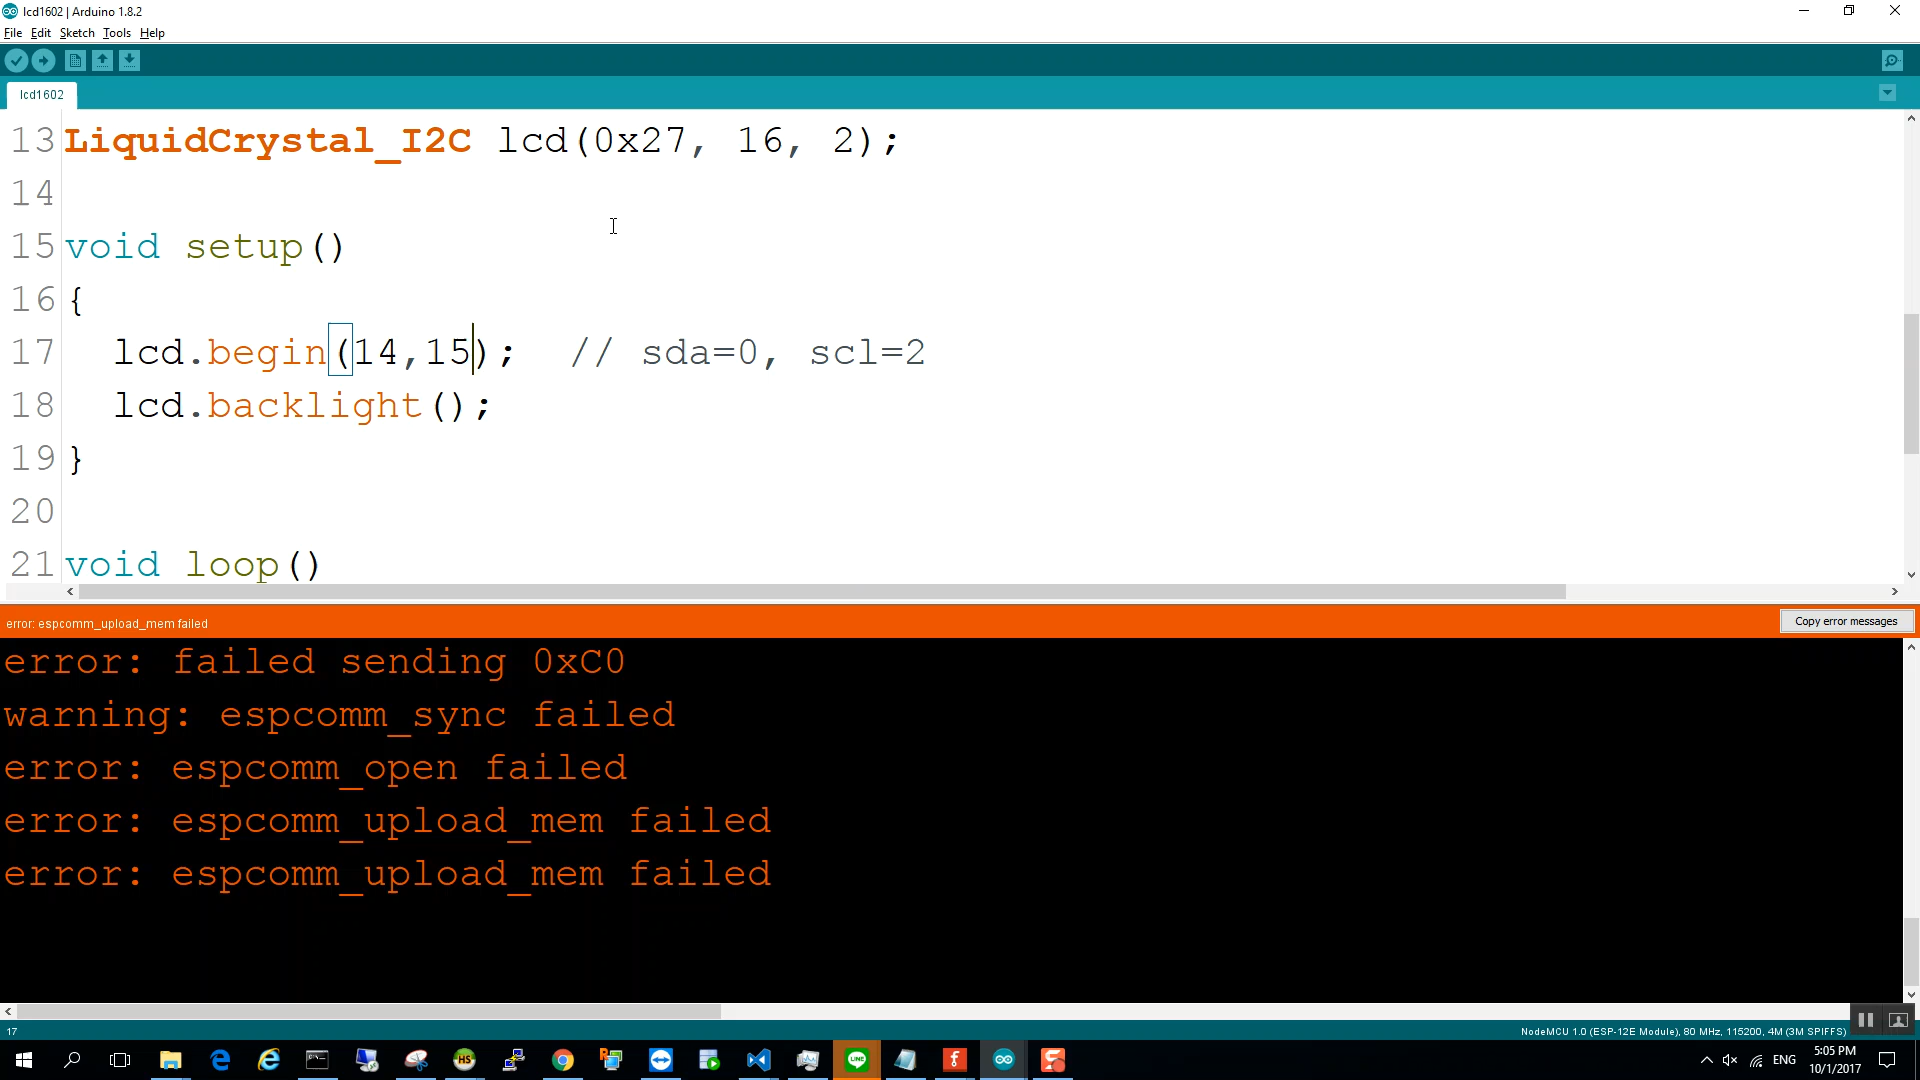 lcd1602 | Arduino 1.8.2
File Edit Sketch Tools Help
lcd1602
13 LiquidCrystal_I2C lcd(0x27, 16, 2);
14
15 void setup()
16 {
17 lcd.begin(14,15); // sda=0, scl=2
18 lcd.backlight();
19 }
20
21 void loop()
error: espcomm_upload_mem failed
Copy error messages
error: failed sending 0xC0
warning: espcomm_sync failed
error: espcomm_open failed
error: espcomm_upload_mem failed
error: espcomm_upload_mem failed
17
NodeMCU 1.0 (ESP-12E Module), 80 MHz, 115200, 4M (3M SPIFFS)
HS
LINE
ENG
5:05 PM
10/1/2017